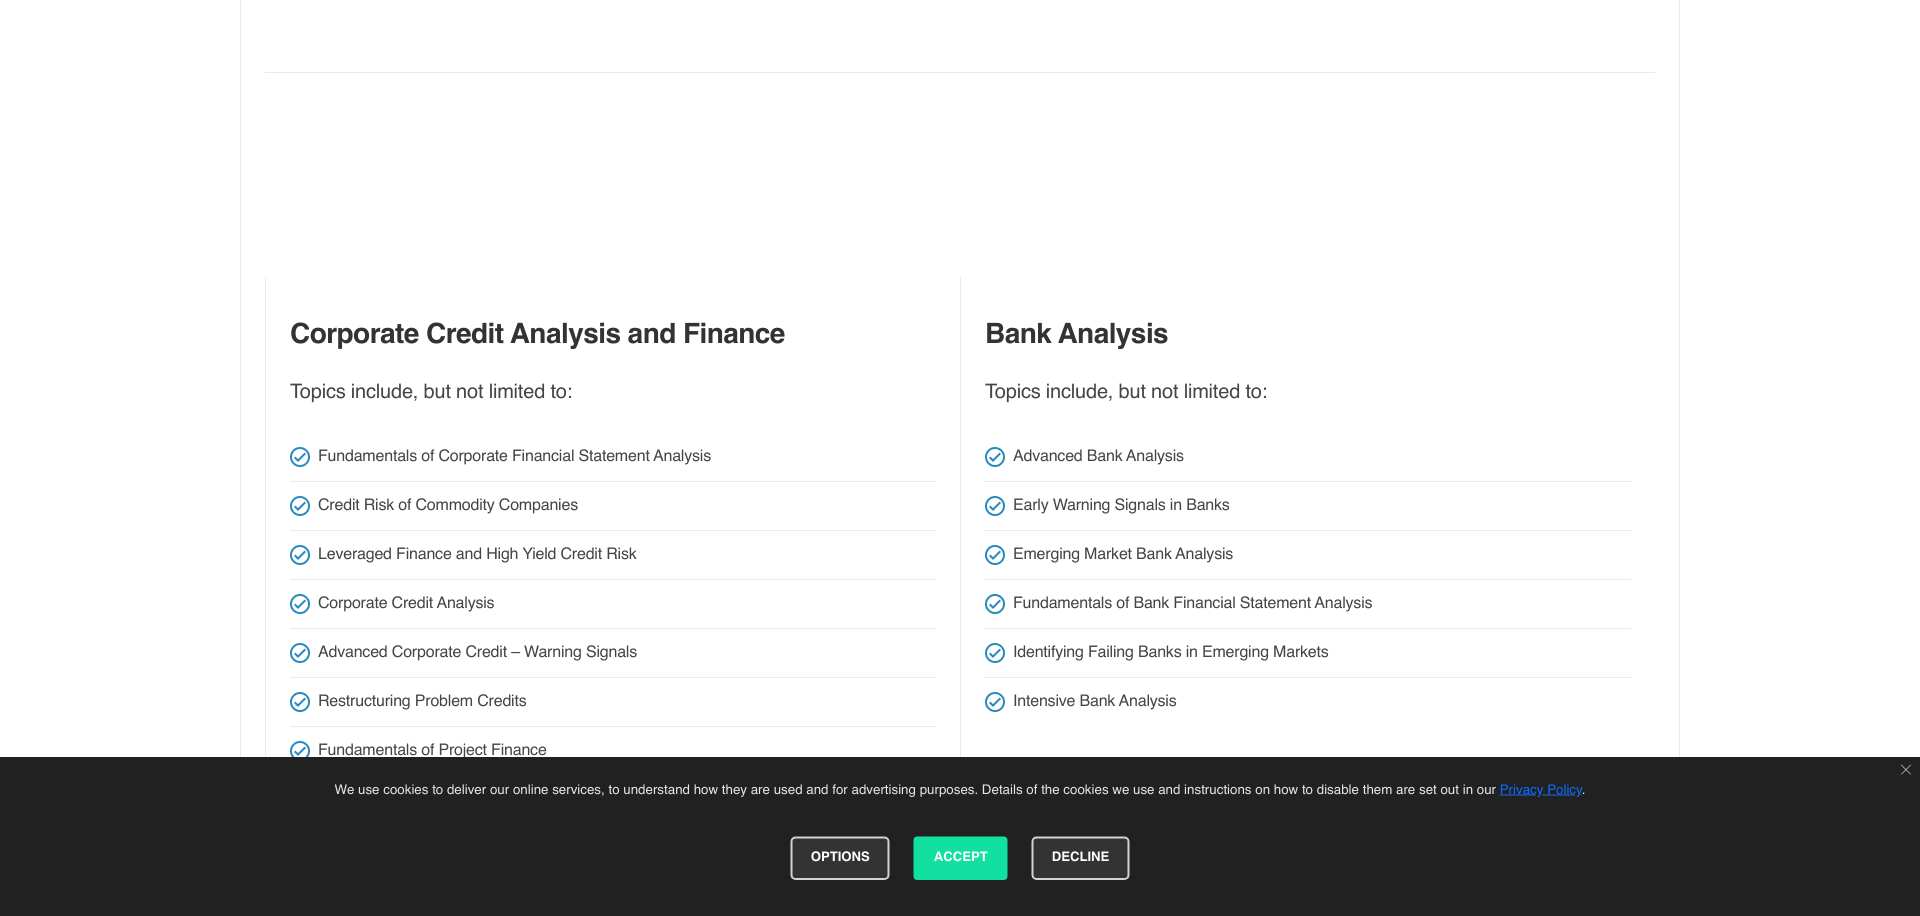 Corporate Credit Analysis and Finance
Topics include, but not limited to:
Fundamentals of Corporate Financial Statement Analysis
Credit Risk of Commodity Companies
Leveraged Finance and High Yield Credit Risk
Corporate Credit Analysis
Advanced Corporate Credit – Warning Signals
Restructuring Problem Credits
Fundamentals of Project Finance
Bank Analysis
Topics include, but not limited to:
Advanced Bank Analysis
Early Warning Signals in Banks
Emerging Market Bank Analysis
Fundamentals of Bank Financial Statement Analysis
Identifying Failing Banks in Emerging Markets
Intensive Bank Analysis
We use cookies to deliver our online services, to understand how they are used and for advertising purposes. Details of the cookies we use and instructions on how to disable them are set out in our Privacy Policy.
OPTIONS
ACCEPT
DECLINE